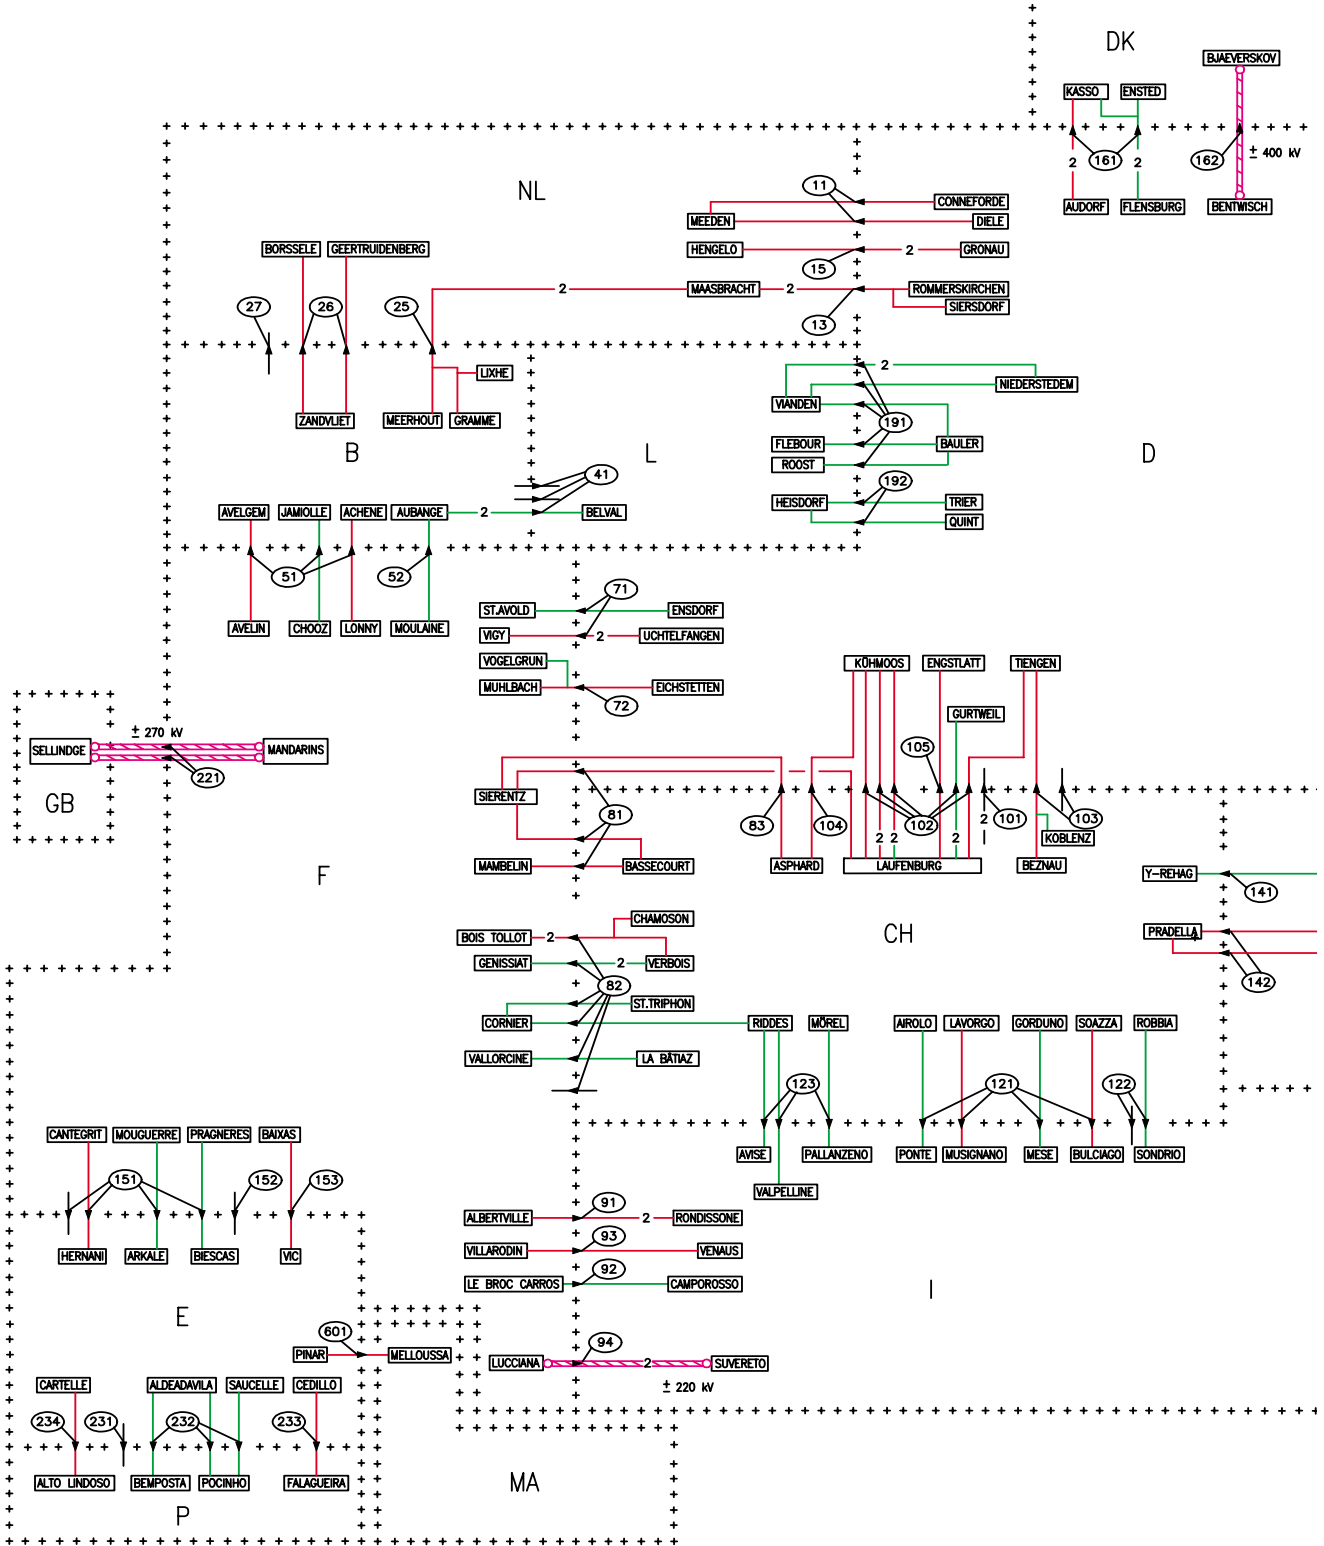 DK
BJAEVERSKOV
KASSO ENSTED
2 161 2 162 ± 400 kV
AUDORF FLENSBURG BENTWISCH
NL
11 CONNEFORDE
MEEDEN DIELE
BORSSELE GEERTRUIDENBERG HENGELO 2 GRONAU
15
2 MAASBRACHT 2 ROMMERSKIRCHEN
27 26 25 SIERSDORF
13
LIXHE 2 NIEDERSTEDEM
VIANDEN
ZANDVLIET MEERHOUT GRAMME 191
B L FLEBOUR BAULER D
ROOST
41 192
HEISDORF TRIER
AVELGEM JAMIOLLE ACHENE AUBANGE 2 BELVAL QUINT
51 52
71
ST.AVOLD ENSDORF
AVELIN CHOOZ LONNY MOULAINE VIGY 2 UCHTELFANGEN
VOGELGRUN KÜHMOOS ENGSTLATT TIENGEN
MUHLBACH EICHSTETTEN
72 GURTWEIL
± 270 kV
SELLINDGE MANDARINS 105
221
GB SIERENTZ
81 83 104 102 2 101 103
2 2 2 KOBLENZ
MAMBELIN BASSECOURT ASPHARD LAUFENBURG BEZNAU
F Y-REHAG
141
CHAMOSON
BOIS TOLLOT 2 CH PRADELLA
GENISSIAT 2 VERBOIS
82 142
ST.TRIPHON
CORNIER RIDDES MÖREL AIROLO LAVORGO GORDUNO SOAZZA ROBBIA
VALLORCINE LA BÂTIAZ
123 121 122
CANTEGRIT MOUGUERRE PRAGNERES BAIXAS
AVISE PALLANZENO PONTE MUSIGNANO MESE BULCIAGO SONDRIO
151 152 153
VALPELLINE
91
ALBERTVILLE 2 RONDISSONE
93
HERNANI ARKALE BIESCAS VIC VILLARODIN VENAUS
92
LE BROC CARROS CAMPOROSSO
E I
601 94
PINAR MELLOUSSA LUCCIANA 2 SUVERETO
CARTELLE ALDEADAVILA SAUCELLE CEDILLO ± 220 kV
234 231 232 233
ALTO LINDOSO BEMPOSTA POCINHO FALAGUEIRA MA
P